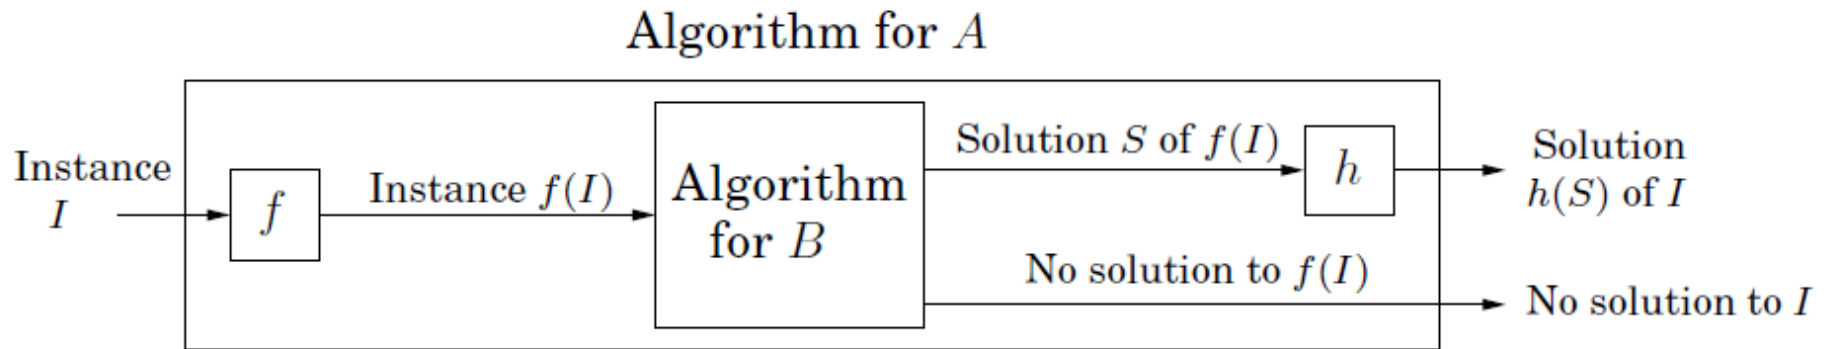 Algorithm for A
Instance
I
f
Instance f(I)
Algorithm
for B
Solution S of f(I)
h
Solution
h(S) of I
No solution to f(I)
No solution to I